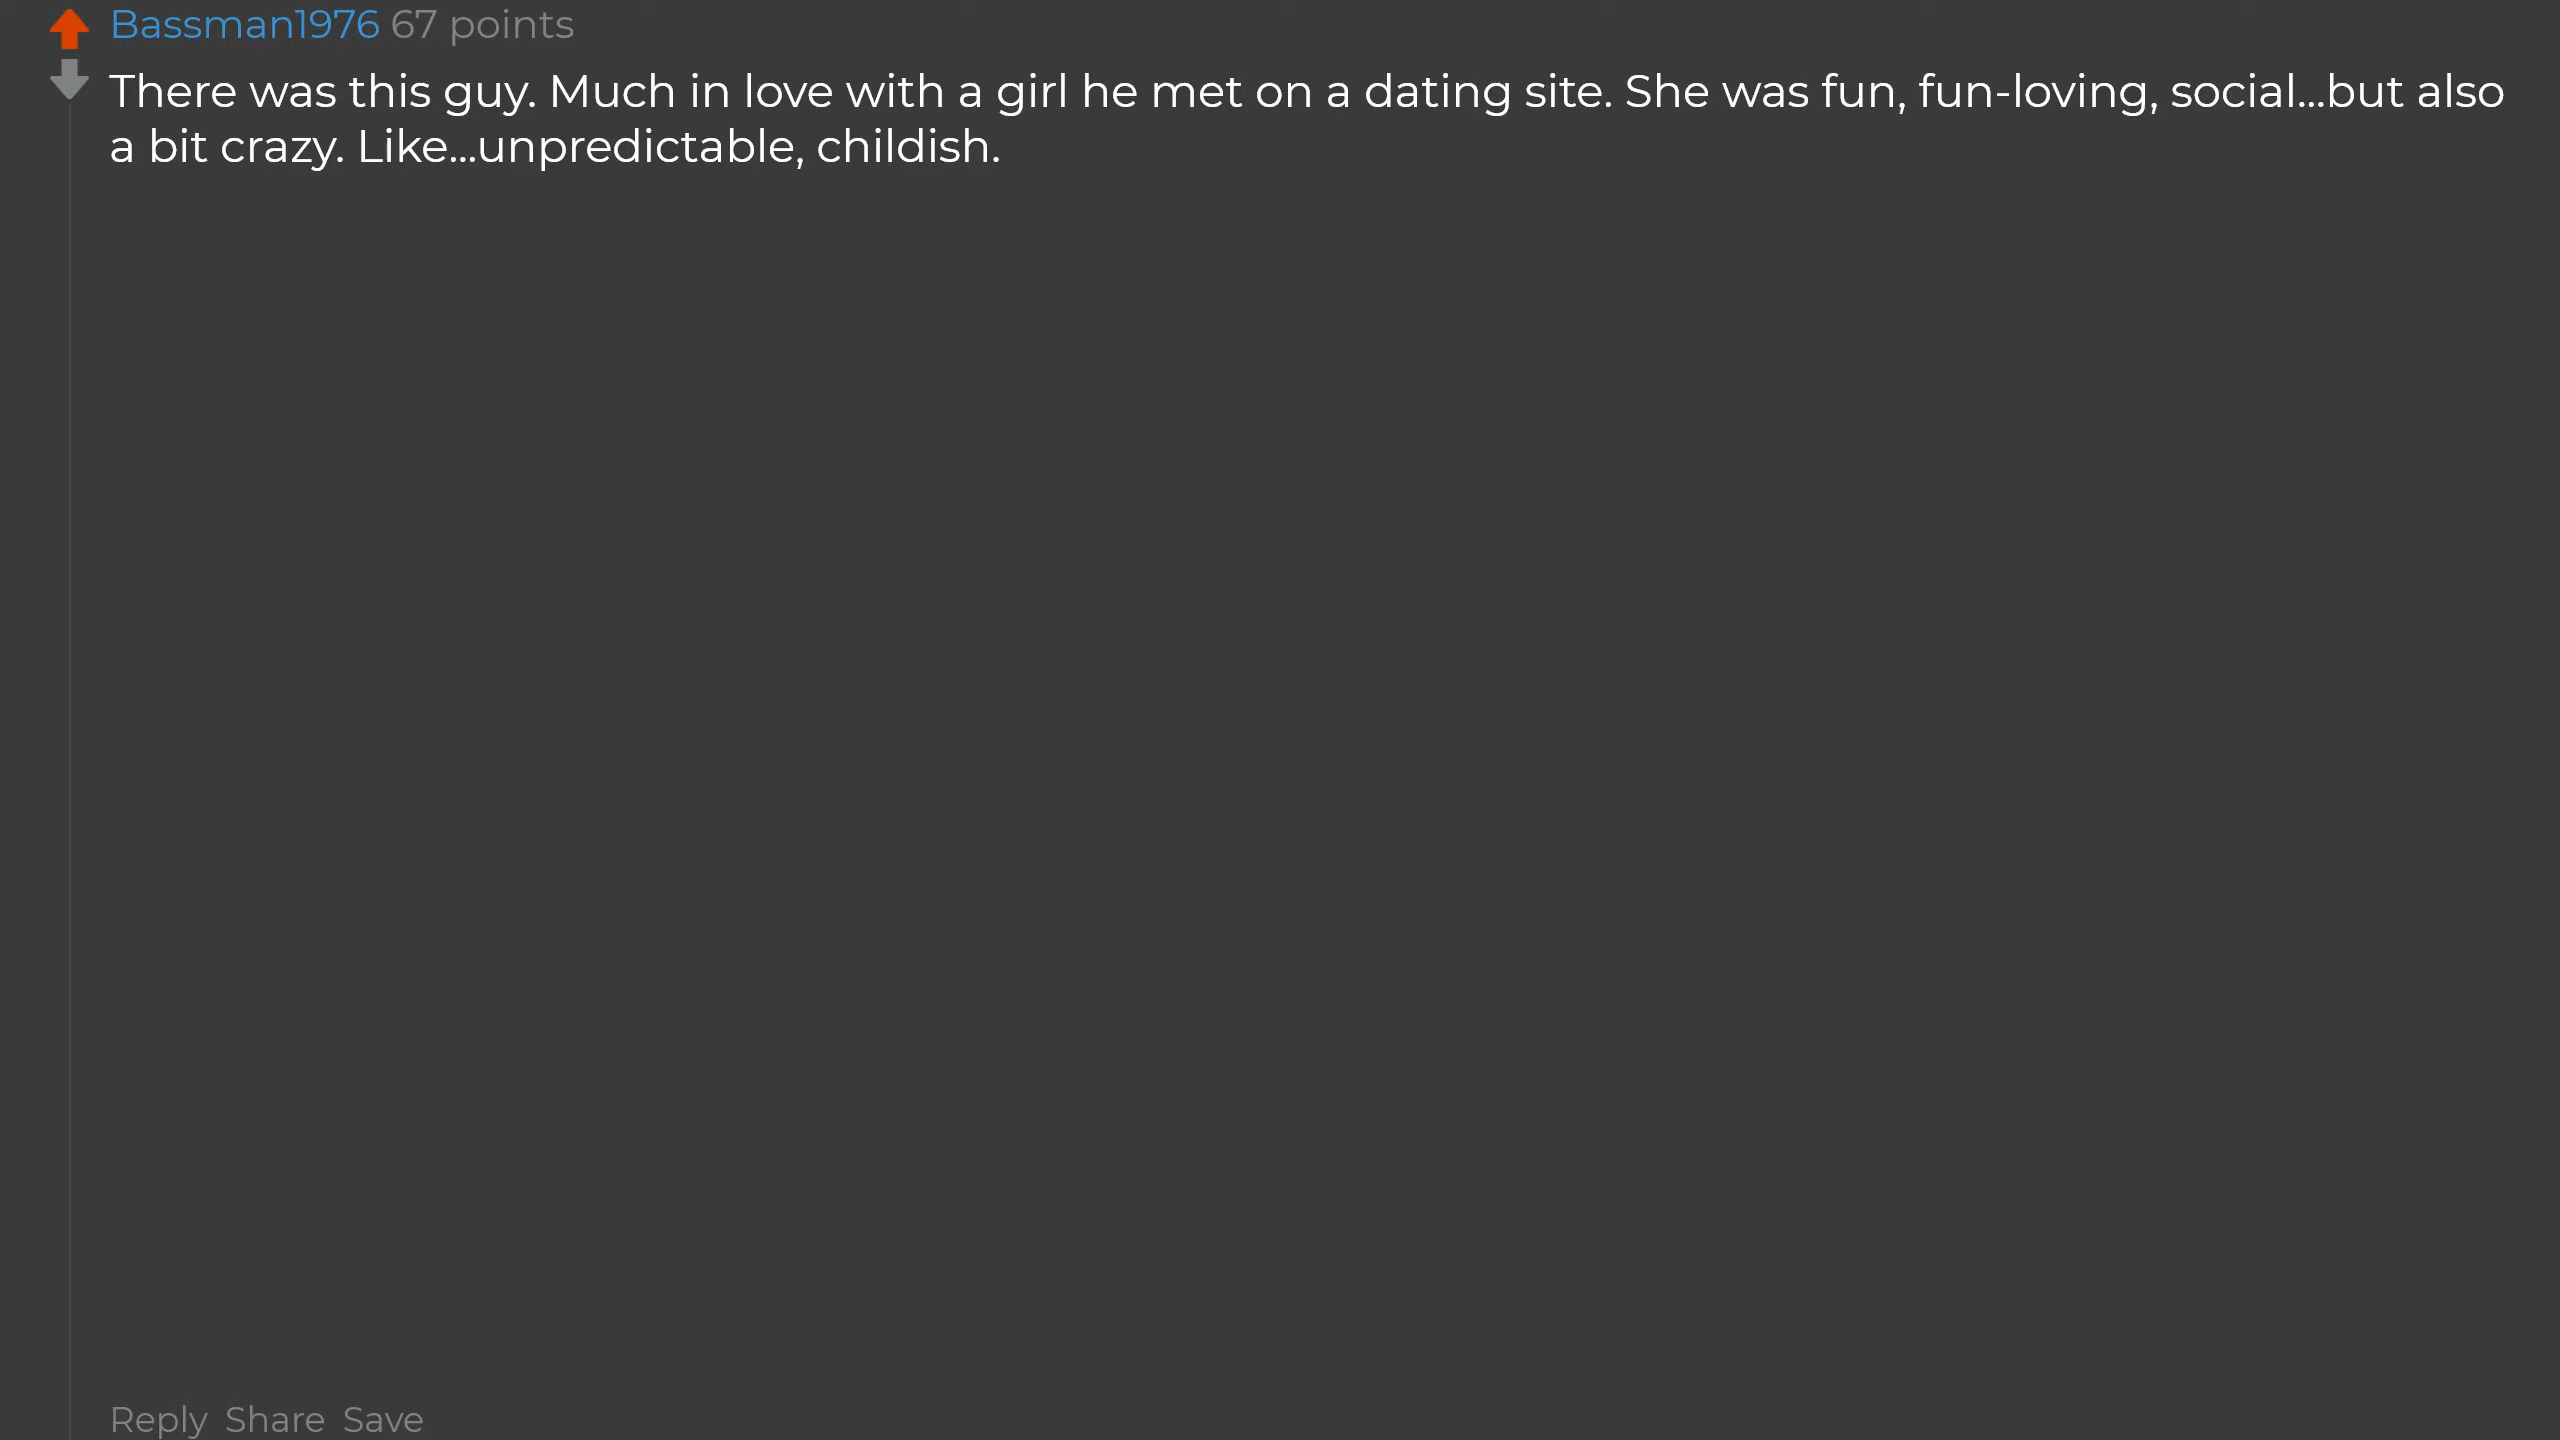 Bassman1976 67 points
There was this guy. Much in love with a girl he met on a dating site. She was fun, fun-loving, social...but also
a bit crazy. Like...unpredictable, childish.
Reply Share Save